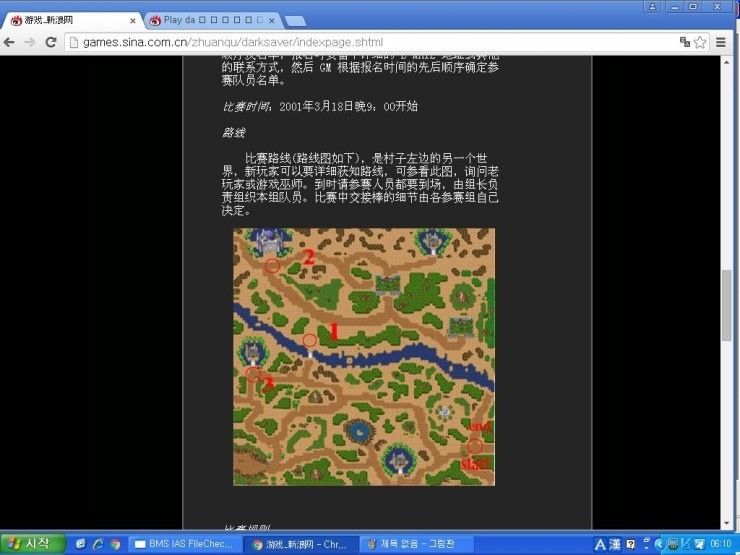 游戏_新浪网
Play da
games.sina.com.cn/zhuanqu/darksaver/indexpage.shtml
的联系方式，然后 GM 根据报名时间的先后顺序确定参
赛队员名单。
比赛时间：2001年3月18日晚9：00开始
路线
比赛路线(路线图如下)，是村子左边的另一个世
界，新玩家可以要详细获知路线，可参看此图，询问老
玩家或游戏巫师。到时请参赛人员都要到场，由组长负
责组织本组队员。比赛中交接棒的细节由各参赛组自己
决定。
2
1
3
end
start
比赛规则
시작
BMS IAS FileChec...
游戏_新浪网 - Chr...
제목 없음 - 그림판
A 漢
06:10